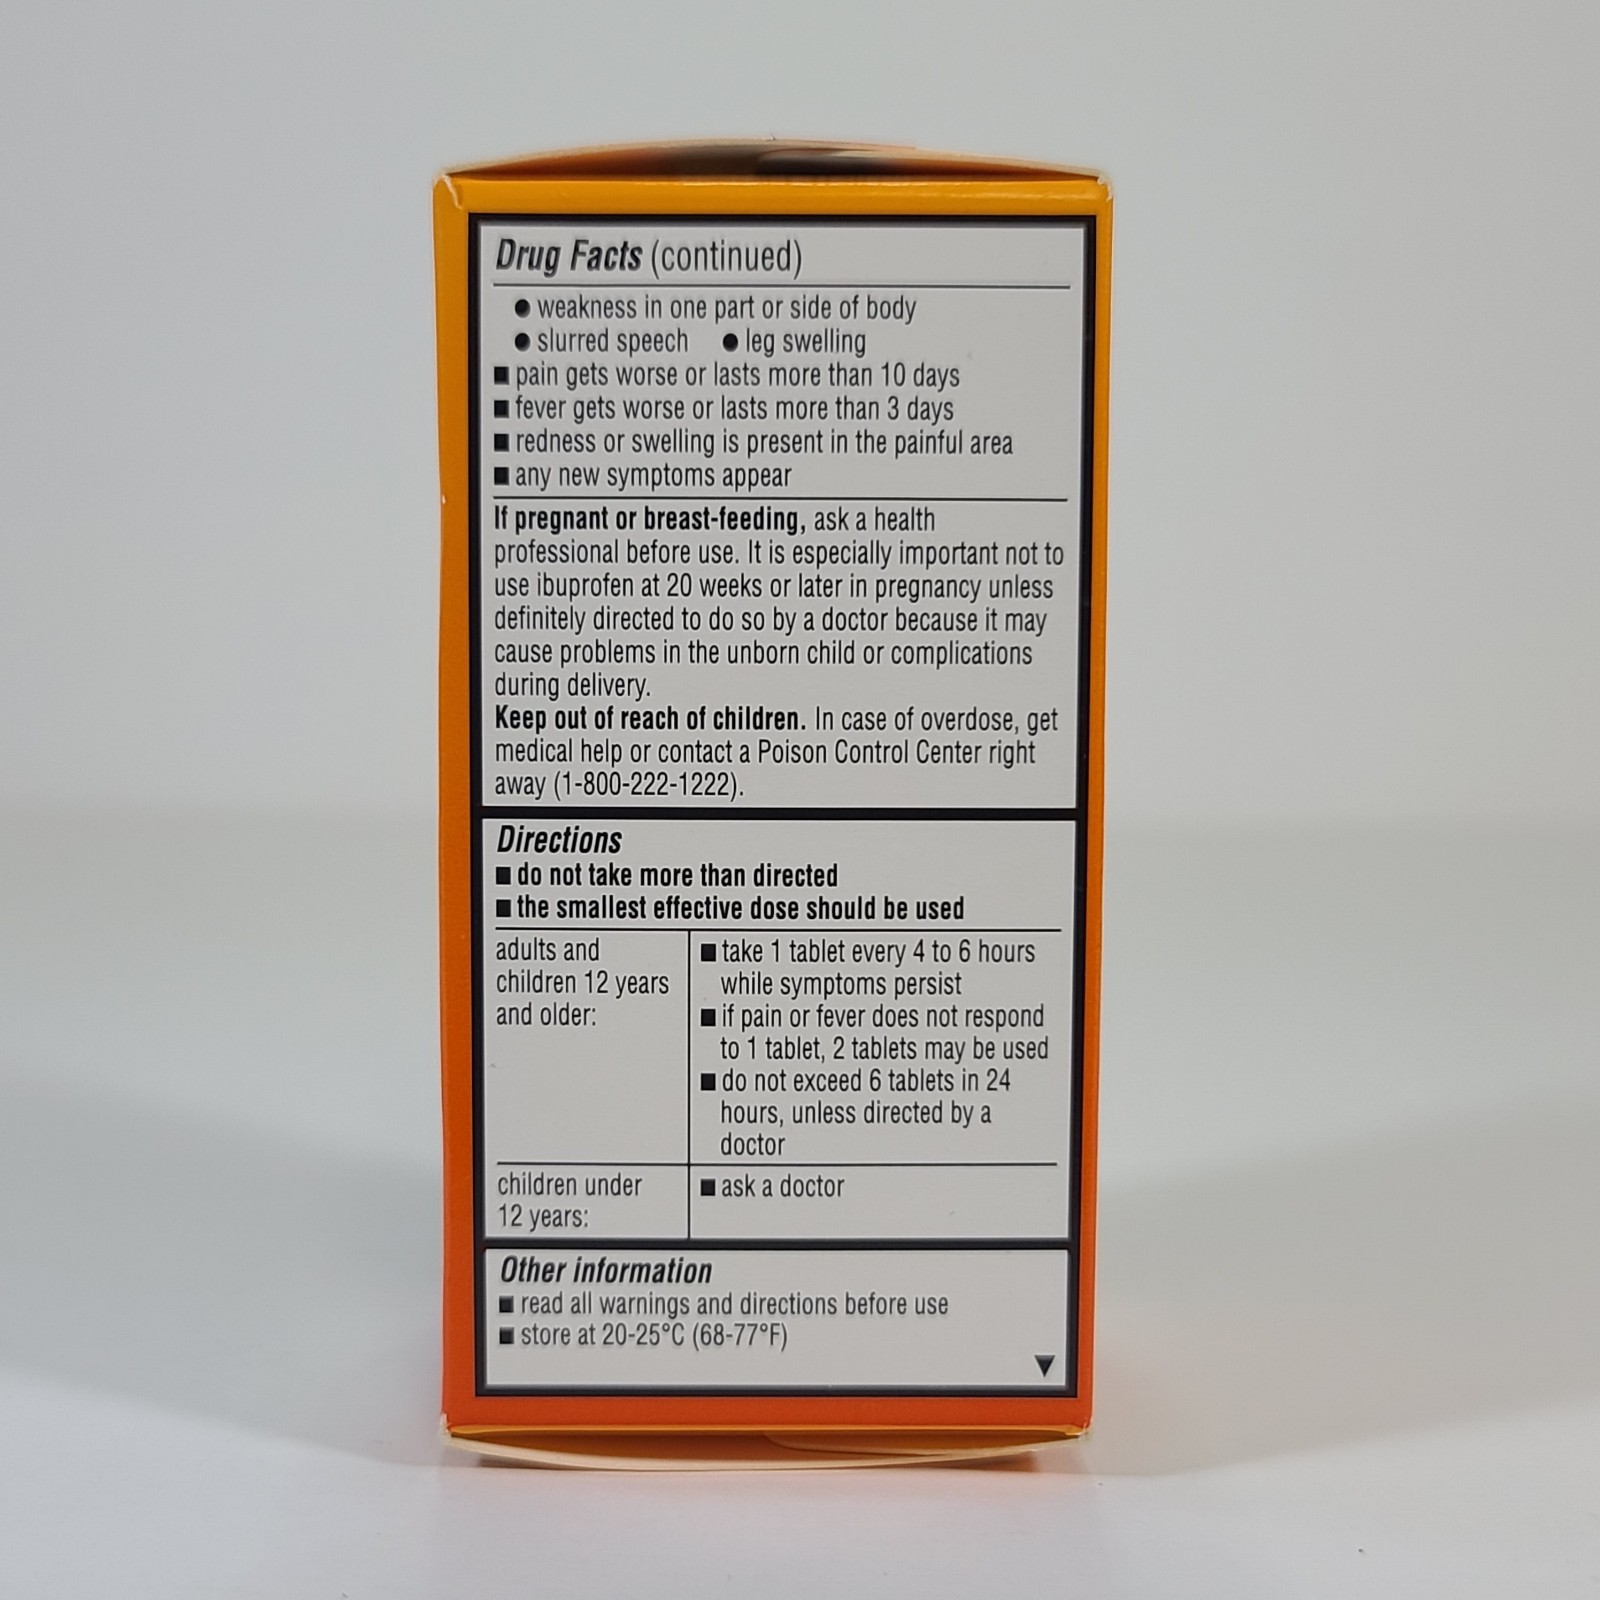 Drug Facts (continued)
● weakness in one part or side of body
● slurred speech ● leg swelling
■ pain gets worse or lasts more than 10 days
■ fever gets worse or lasts more than 3 days
■ redness or swelling is present in the painful area
■ any new symptoms appear
If pregnant or breast-feeding, ask a health
professional before use. It is especially important not to
use ibuprofen at 20 weeks or later in pregnancy unless
definitely directed to do so by a doctor because it may
cause problems in the unborn child or complications
during delivery.
Keep out of reach of children. In case of overdose, get
medical help or contact a Poison Control Center right
away (1-800-222-1222).
Directions
■ do not take more than directed
■ the smallest effective dose should be used
adults and
children 12 years
and older:
■ take 1 tablet every 4 to 6 hours
while symptoms persist
■ if pain or fever does not respond
to 1 tablet, 2 tablets may be used
■ do not exceed 6 tablets in 24
hours, unless directed by a
doctor
children under
12 years:
■ ask a doctor
Other information
■ read all warnings and directions before use
■ store at 20-25°C (68-77°F)
▼